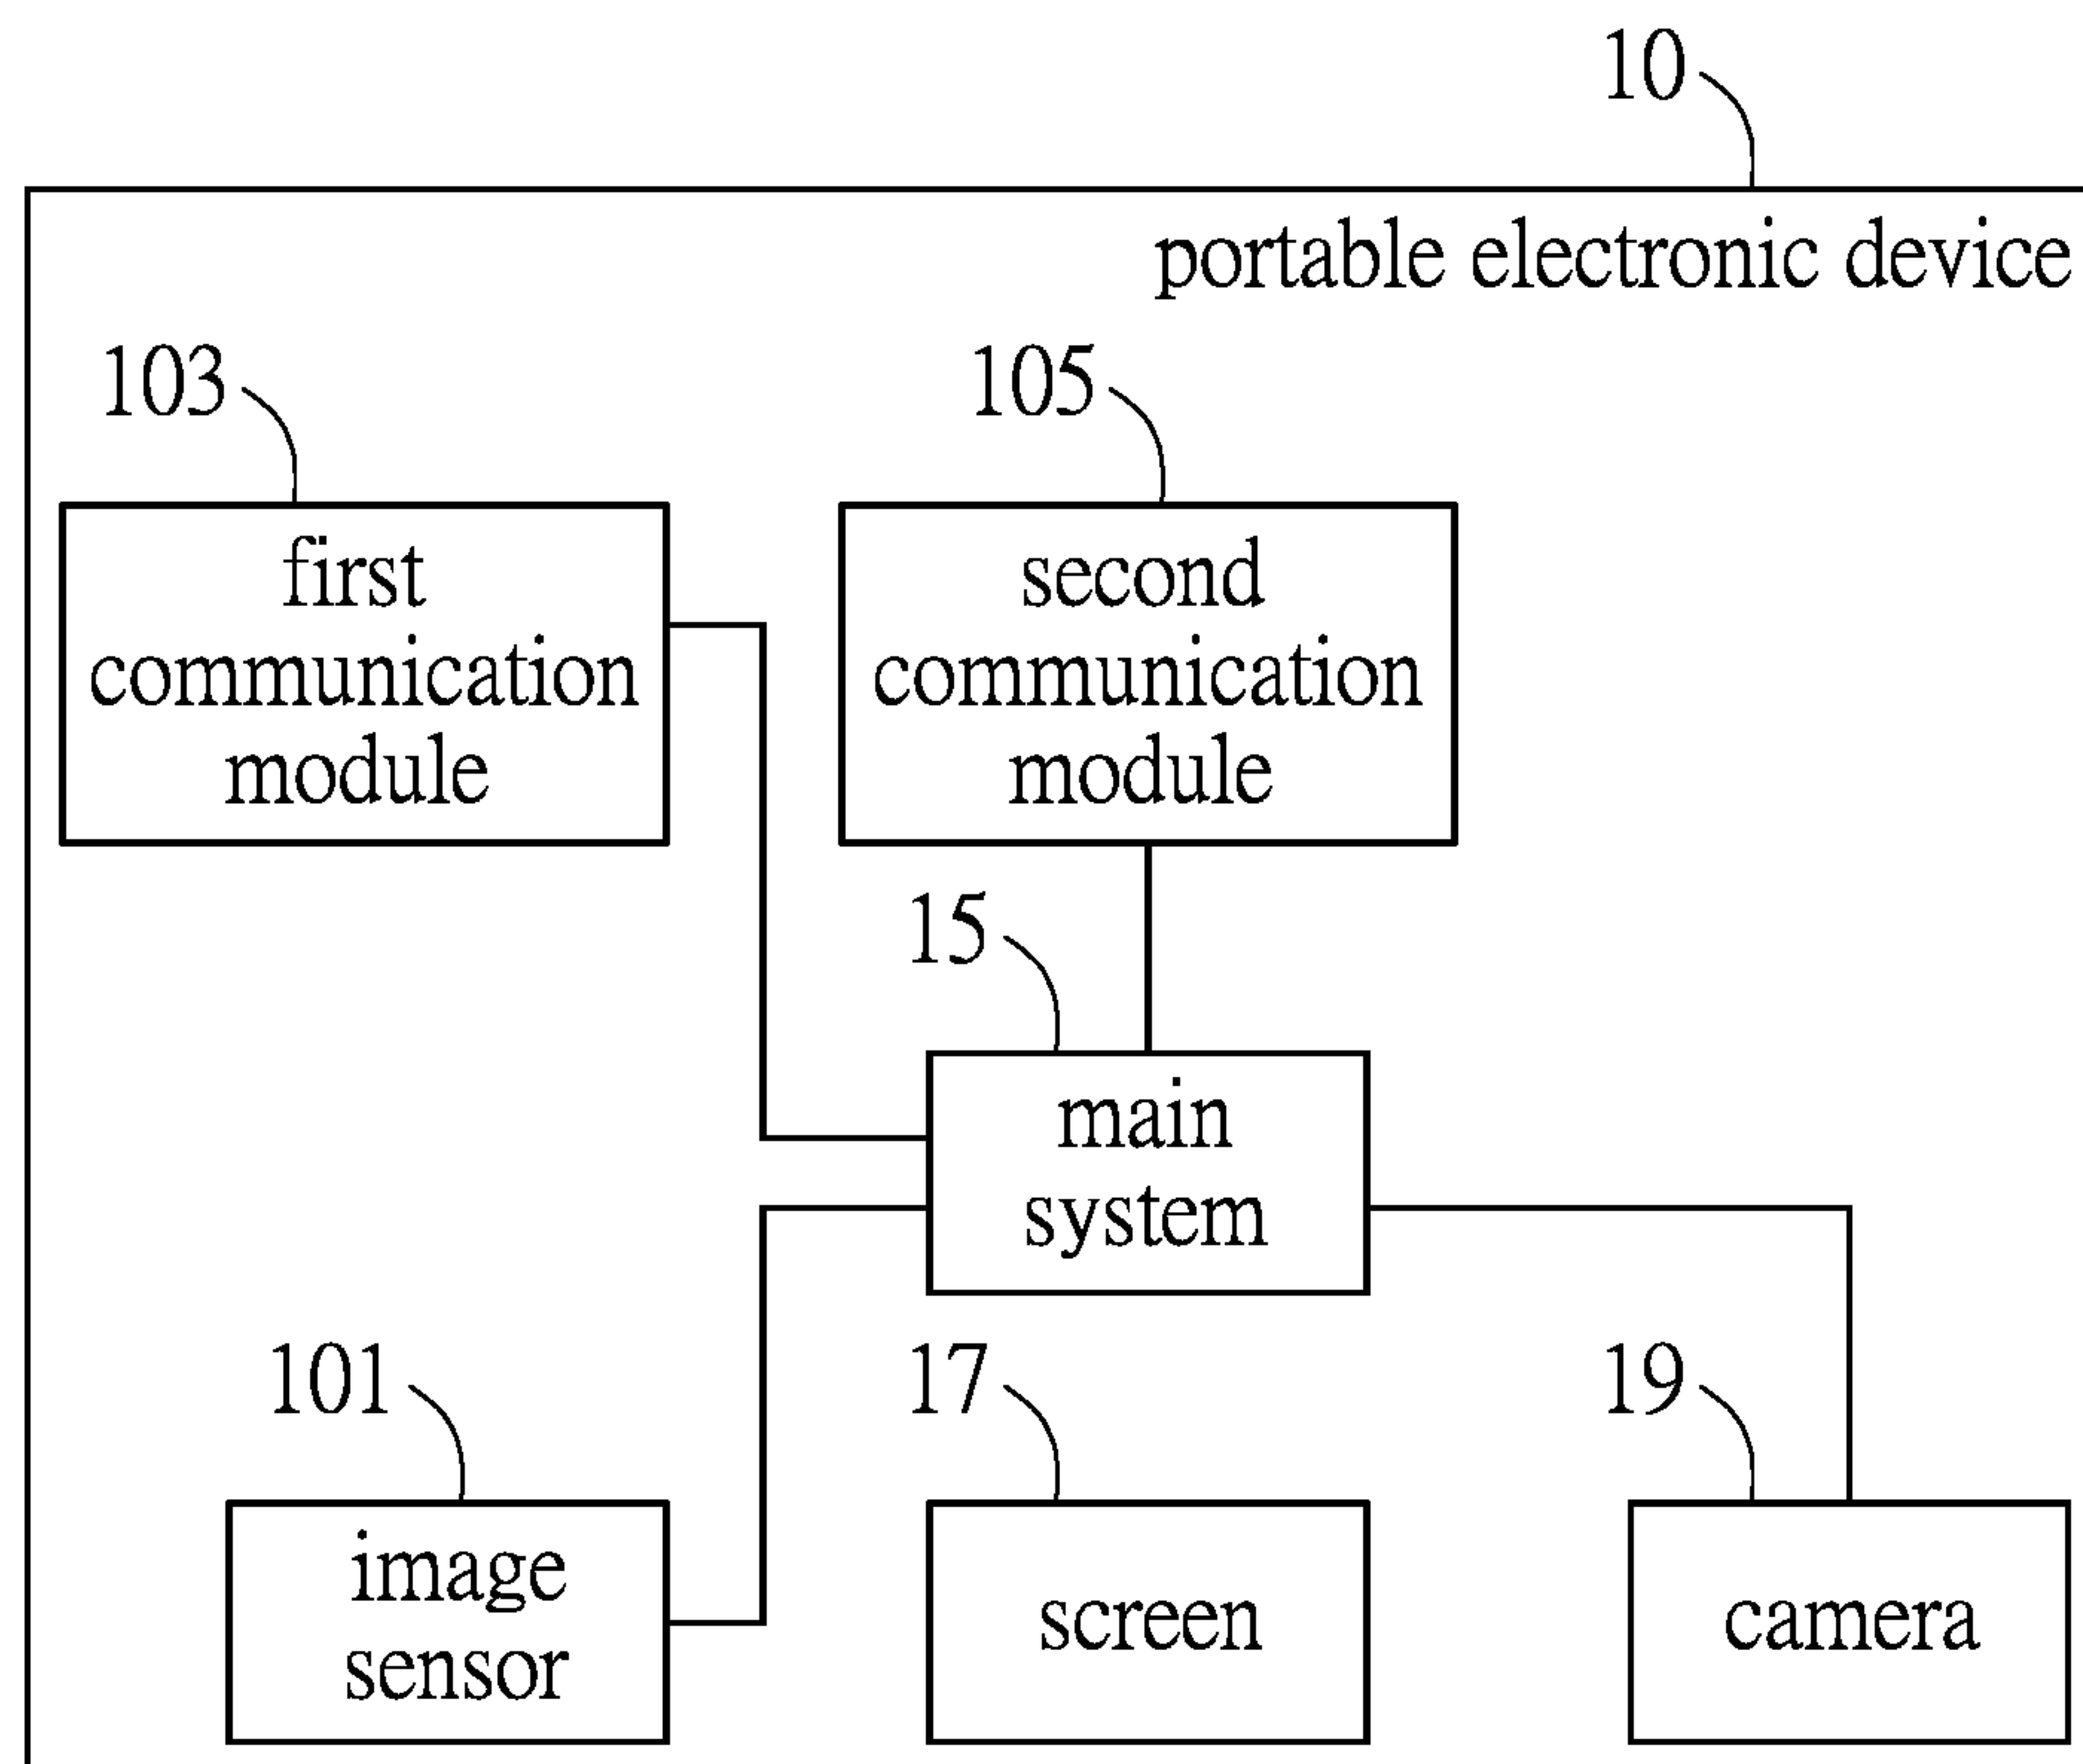 10
portable electronic device
103
105
first
communication
module
second
communication
module
15
main
system
101
17
19
image
sensor
screen
camera